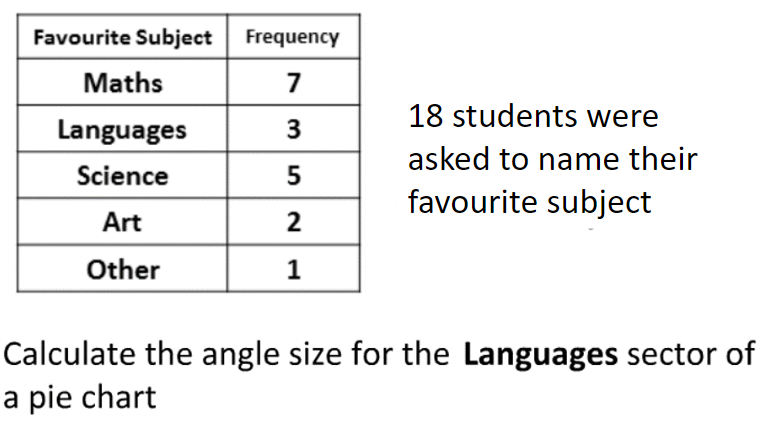 Favourite Subject Frequency
Maths 7
Languages 3
Science 5
Art 2
Other 1
18 students were
asked to name their
favourite subject
Calculate the angle size for the Languages sector of
a pie chart